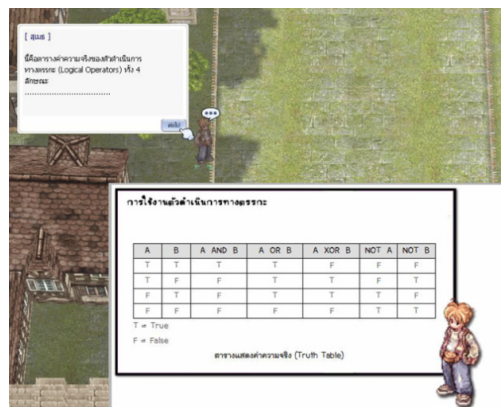 [ สุเมธ ]
นี่คือตารางค่าความจริงของตัวดำเนินการ
ทางตรรกะ (Logical Operators) ทั้ง 4
ลักษณะ
....................................
ต่อไป
การใช้งานตัวดำเนินการทางตรรกะ
A B A AND B A OR B A XOR B NOT A NOT B
T T T T F F F
T F F T T F T
F T F T T T F
F F F F F T T
T = True
F = False
ตารางแสดงค่าความจริง (Truth Table)